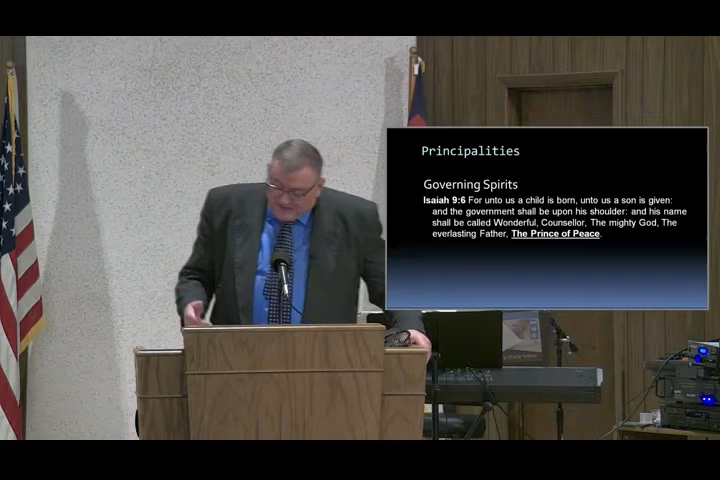 Principalities
Governing Spirits
Isaiah 9:6 For unto us a child is born, unto us a son is given:
and the government shall be upon his shoulder: and his name
shall be called Wonderful, Counsellor, The mighty God, The
everlasting Father, The Prince of Peace.